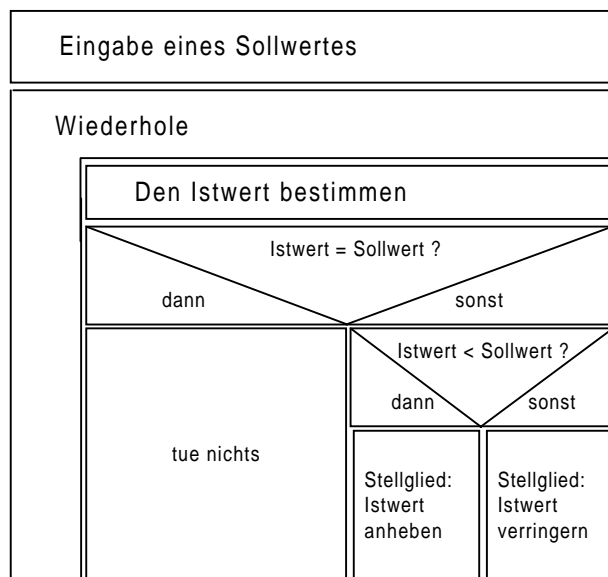 Eingabe eines Sollwertes
Wiederhole
Den Istwert bestimmen
Istwert = Sollwert ?
dann
sonst
Istwert < Sollwert ?
dann
sonst
tue nichts
Stellglied:
Istwert
anheben
Stellglied:
Istwert
verringern